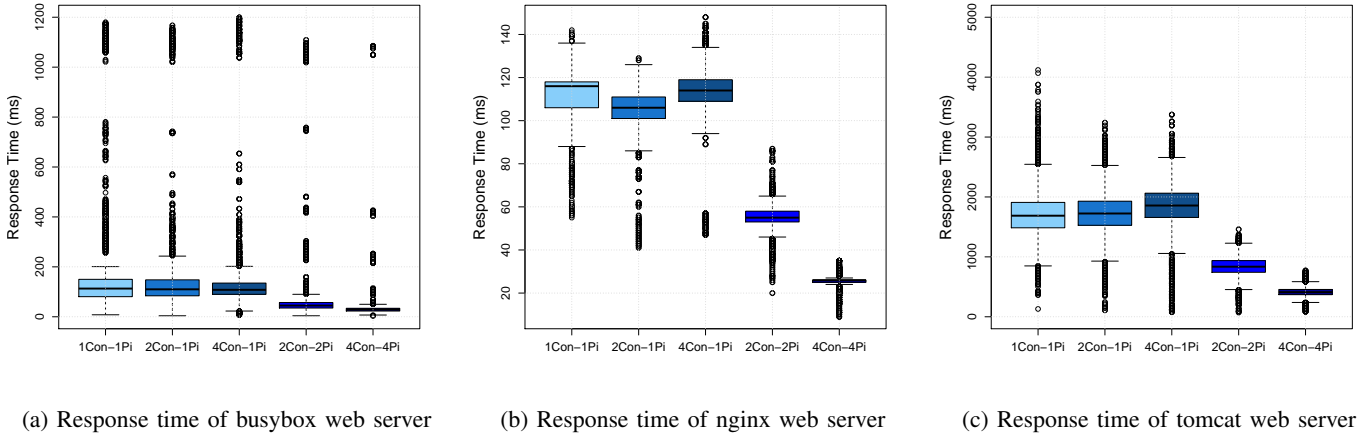 Response Time (ms)
1200
1000
800
600
400
200
0
1Con−1Pi 2Con−1Pi 4Con−1Pi 2Con−2Pi 4Con−4Pi
(a) Response time of busybox web server
Response Time (ms)
140
120
100
80
60
40
20
1Con−1Pi 2Con−1Pi 4Con−1Pi 2Con−2Pi 4Con−4Pi
(b) Response time of nginx web server
Response Time (ms)
5000
4000
3000
2000
1000
0
1Con−1Pi 2Con−1Pi 4Con−1Pi 2Con−2Pi 4Con−4Pi
(c) Response time of tomcat web server